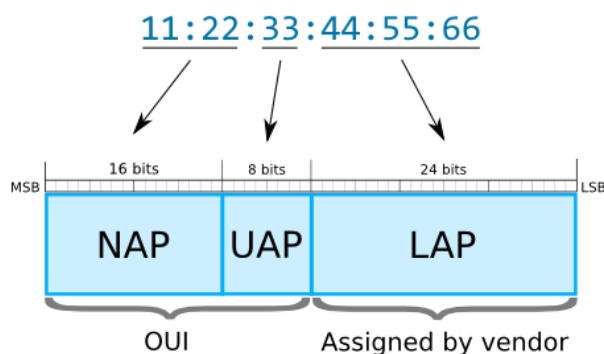 11:22:33:44:55:66
16 bits 8 bits 24 bits
MSB LSB
NAP UAP LAP
OUI Assigned by vendor